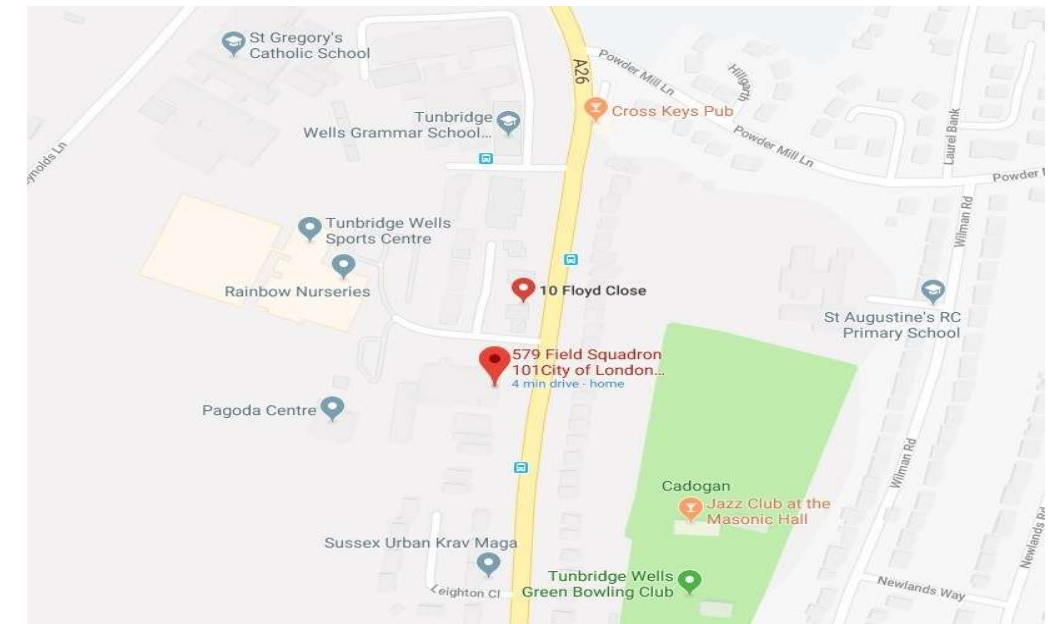 St Gregory's
Catholic School
A26
Powder Mill Ln
Hillgarth
Cross Keys Pub
Tunbridge
Wells Grammar School...
Powder Mill Ln
Laurel Bank
Powder
Wilman Rd
Tunbridge Wells
Sports Centre
Rainbow Nurseries
10 Floyd Close
St Augustine's RC
Primary School
579 Field Squadron
101City of London...
4 min drive - home
Pagoda Centre
Wilman Rd
Cadogan
Jazz Club at the
Masonic Hall
Newlands Rd
Sussex Urban Krav Maga
Tunbridge Wells
Green Bowling Club
Newlands Way
Leighton Cl